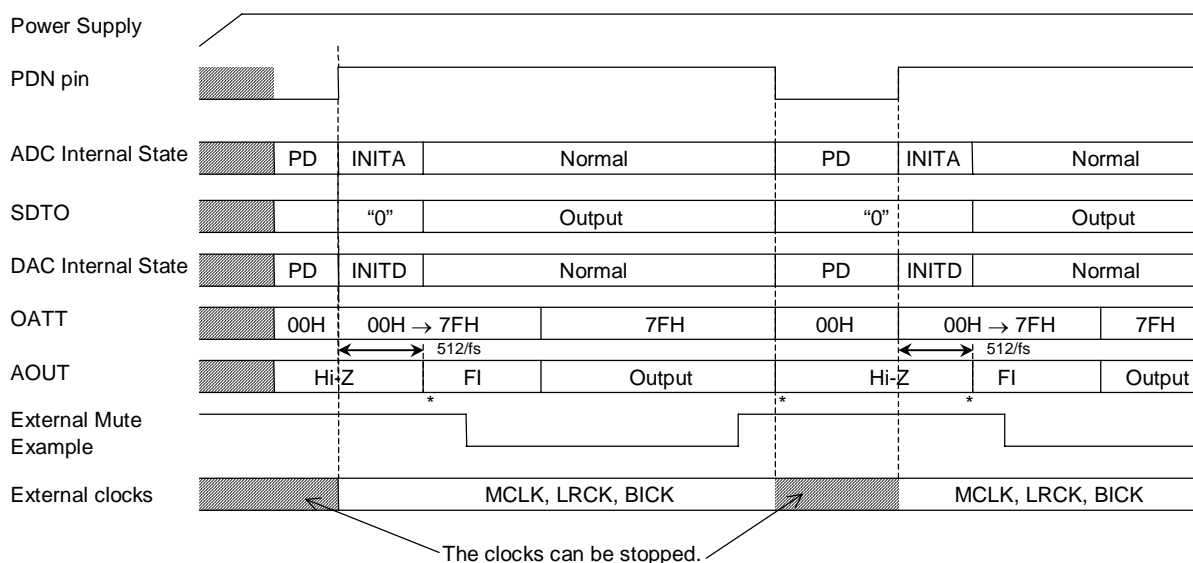 Power Supply
PDN pin
ADC Internal State PD INITA Normal PD INITA Normal
SDTO “0” Output “0” Output
DAC Internal State PD INITD Normal PD INITD Normal
OATT 00H 00H → 7FH 7FH 00H 00H → 7FH 7FH
512/fs 512/fs
AOUT Hi-Z FI Output Hi-Z FI Output
* * *
External Mute
Example
External clocks MCLK, LRCK, BICK MCLK, LRCK, BICK
The clocks can be stopped.